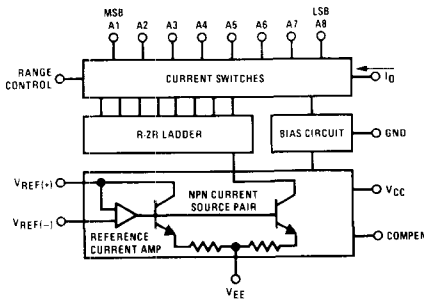 MSB LSB
A1 A2 A3 A4 A5 A6 A7 A8
RANGE
CONTROL
CURRENT SWITCHES
IO
R-2R LADDER
BIAS CIRCUIT
GND
VREF(+)
NPN CURRENT
SOURCE PAIR
VCC
VREF(−)
REFERENCE
CURRENT AMP
COMPEN
VEE